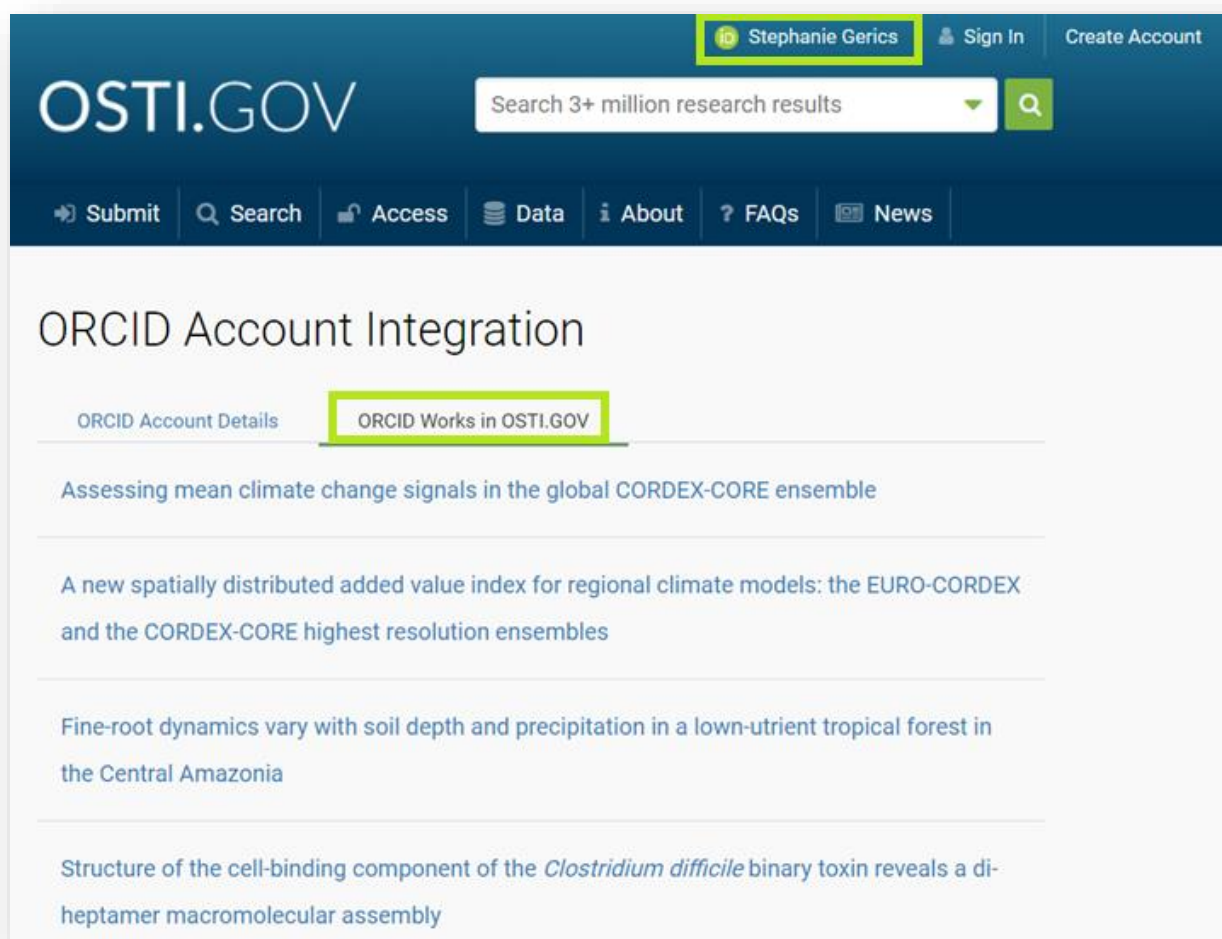 Stephanie Gerics Sign In Create Account
OSTI.GOV
Search 3+ million research results
Submit Search Access Data About FAQs News
ORCID Account Integration
ORCID Account Details ORCID Works in OSTI.GOV
Assessing mean climate change signals in the global CORDEX-CORE ensemble
A new spatially distributed added value index for regional climate models: the EURO-CORDEX
and the CORDEX-CORE highest resolution ensembles
Fine-root dynamics vary with soil depth and precipitation in a lown-utrient tropical forest in
the Central Amazonia
Structure of the cell-binding component of the Clostridium difficile binary toxin reveals a di-
heptamer macromolecular assembly